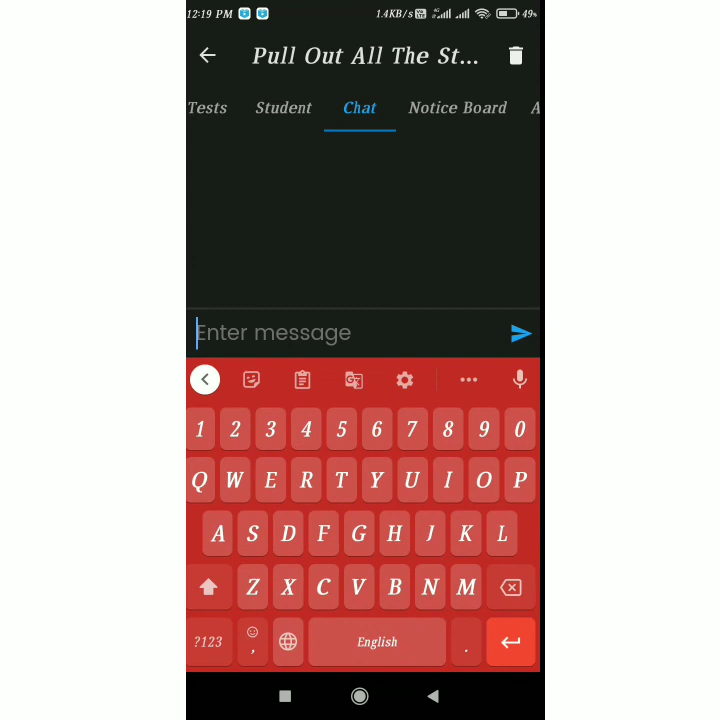 12:19 PM 1.4KB/s 4G 49%
Pull Out All The St...
Tests Student Chat Notice Board A
Enter message
1 2 3 4 5 6 7 8 9 0
Q W E R T Y U I O P
A S D F G H J K L
Z X C V B N M
?123 , English .